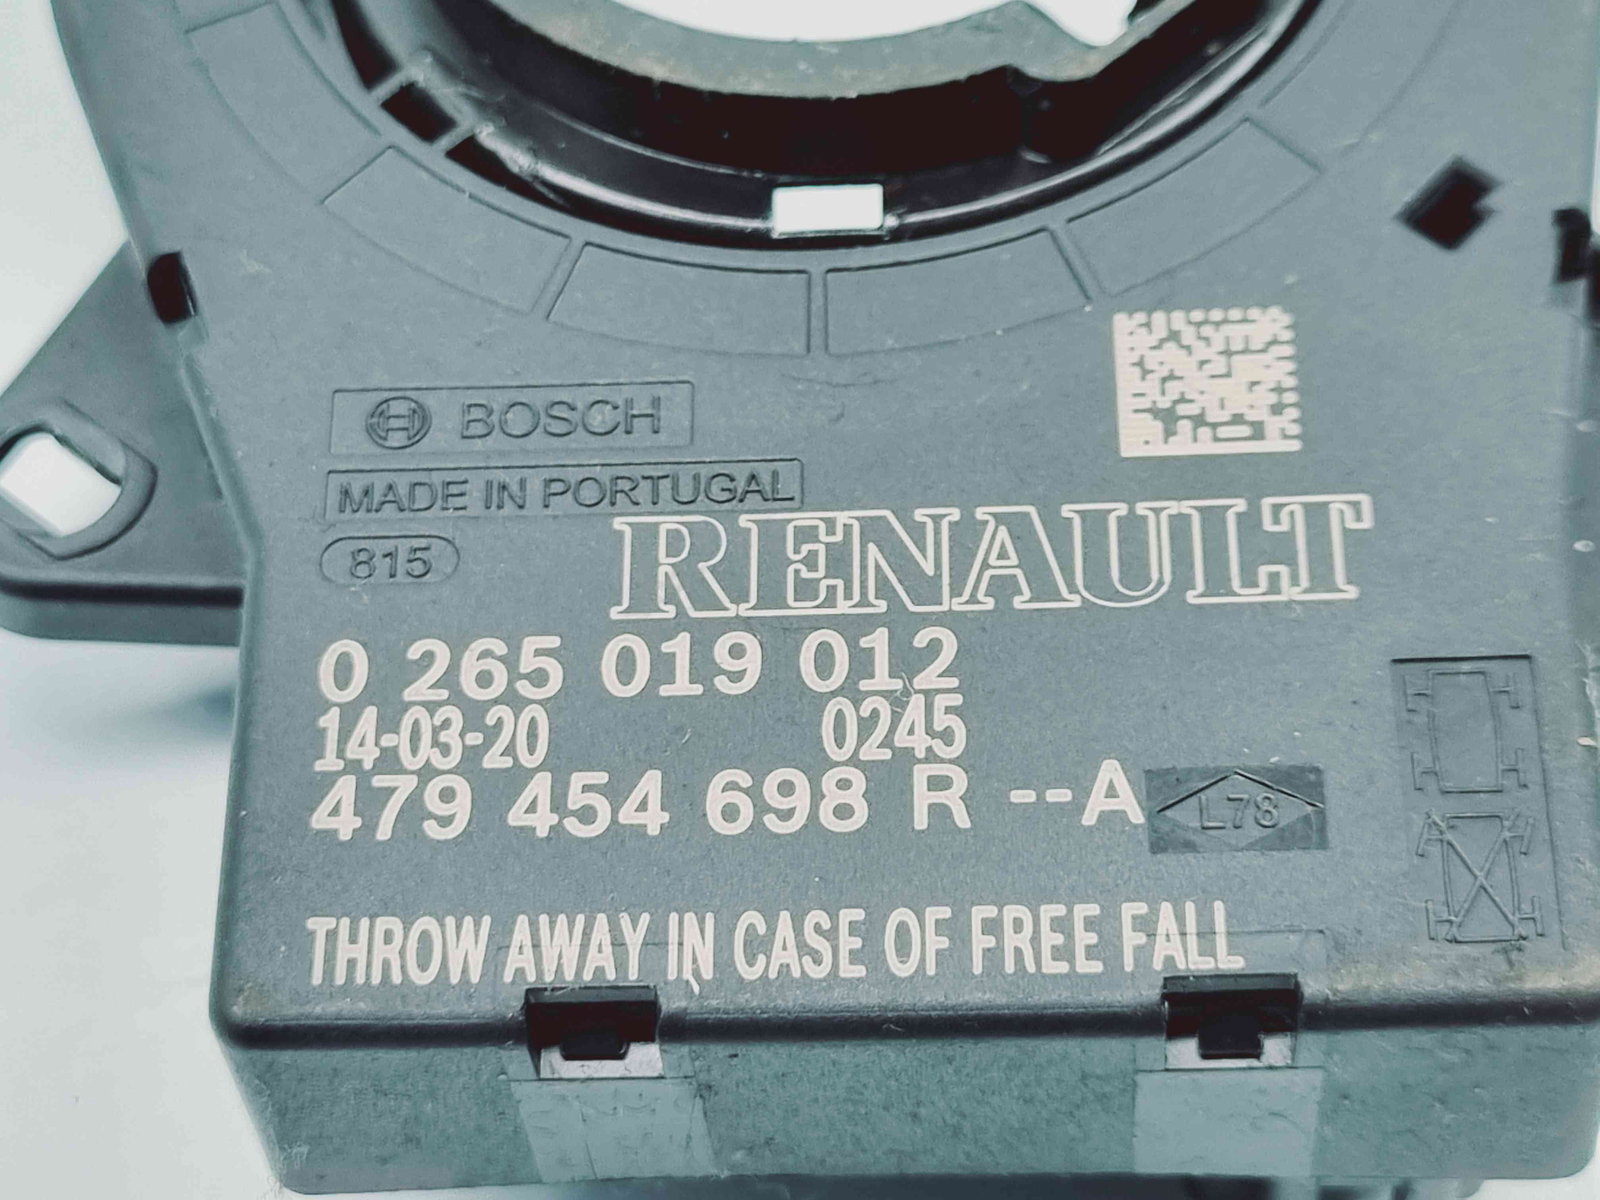 BOSCH
MADE IN PORTUGAL
RENAULT
815
0 265 019 012
14-03-20 0245
479 454 698 R --A
L78
THROW AWAY IN CASE OF FREE FALL